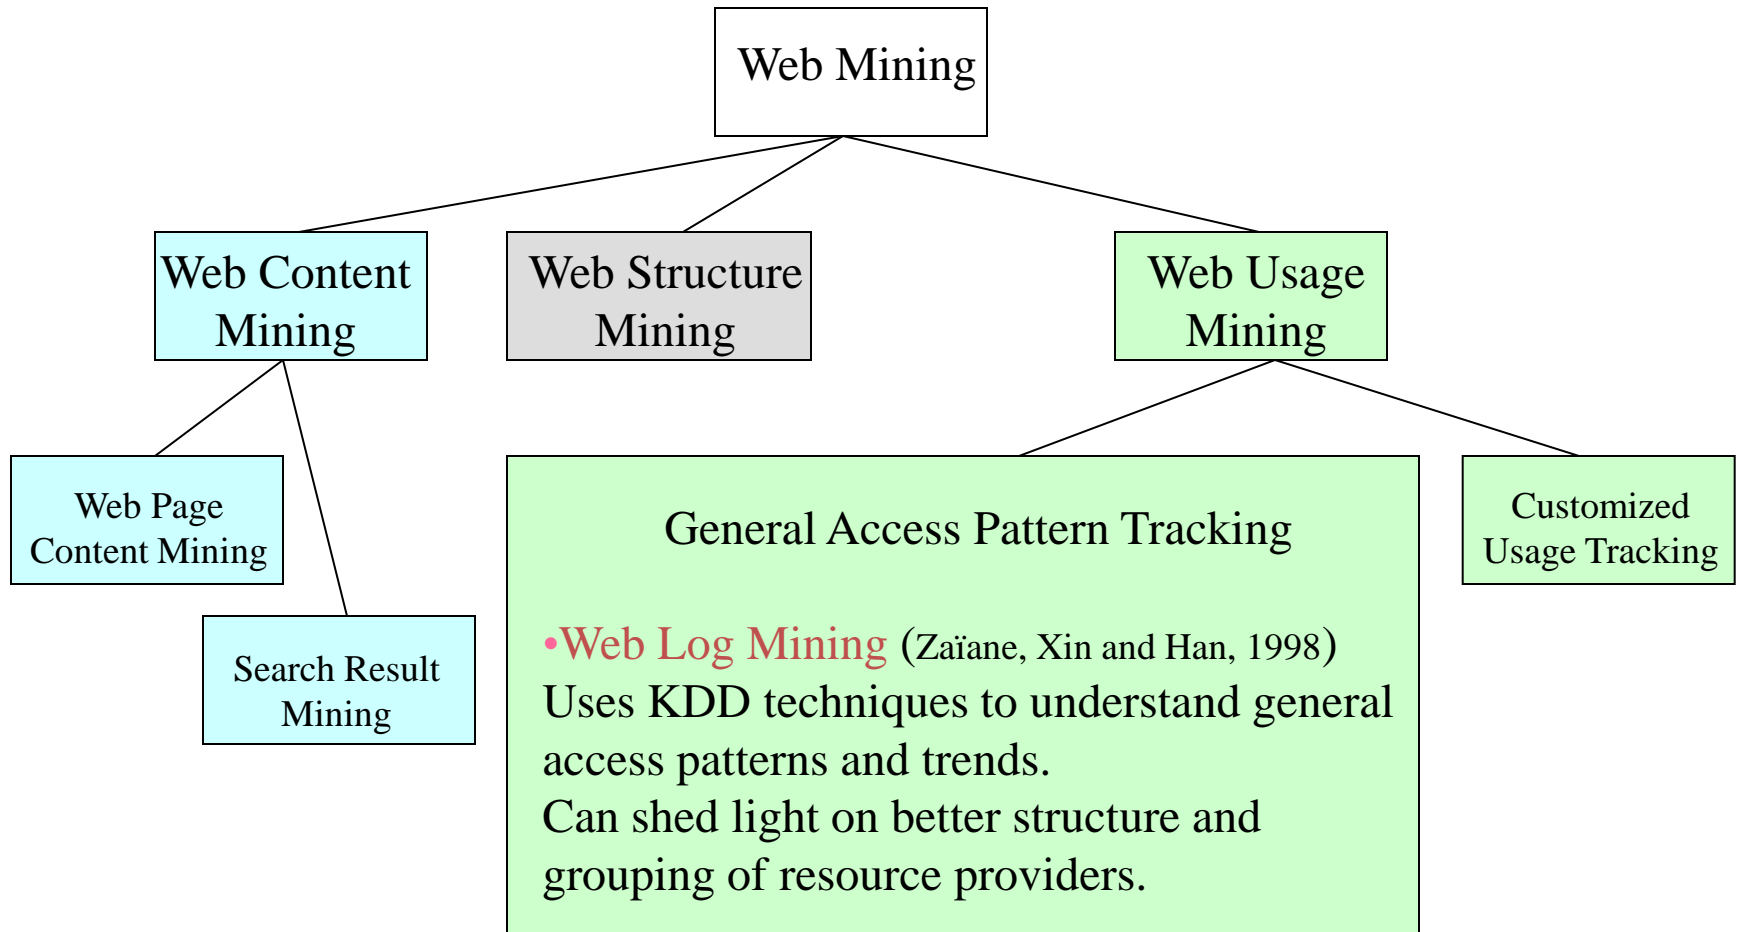 Web Mining
Web Content
Mining
Web Structure
Mining
Web Usage
Mining
Web Page
Content Mining
Search Result
Mining
General Access Pattern Tracking
•Web Log Mining (Zaïane, Xin and Han, 1998)
Uses KDD techniques to understand general
access patterns and trends.
Can shed light on better structure and
grouping of resource providers.
Customized
Usage Tracking